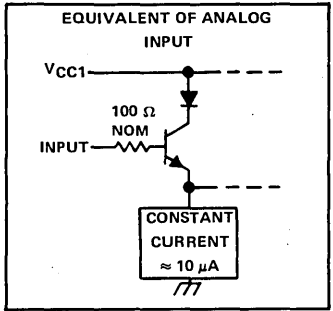 EQUIVALENT OF ANALOG
INPUT
VCC1
100 Ω
NOM
INPUT
CONSTANT
CURRENT
≈ 10 μA